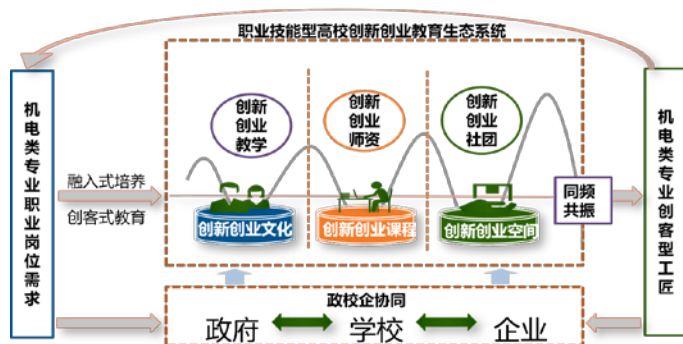 职业技能型高校创新创业教育生态系统
机电类专业职业岗位需求
融入式培养
创客式教育
创新
创业
教学
创新
创业
师资
创新
创业
社团
创新创业文化
创新创业课程
创新创业空间
同频
共振
机电类专业创客型工匠
政校企协同
政府
学校
企业